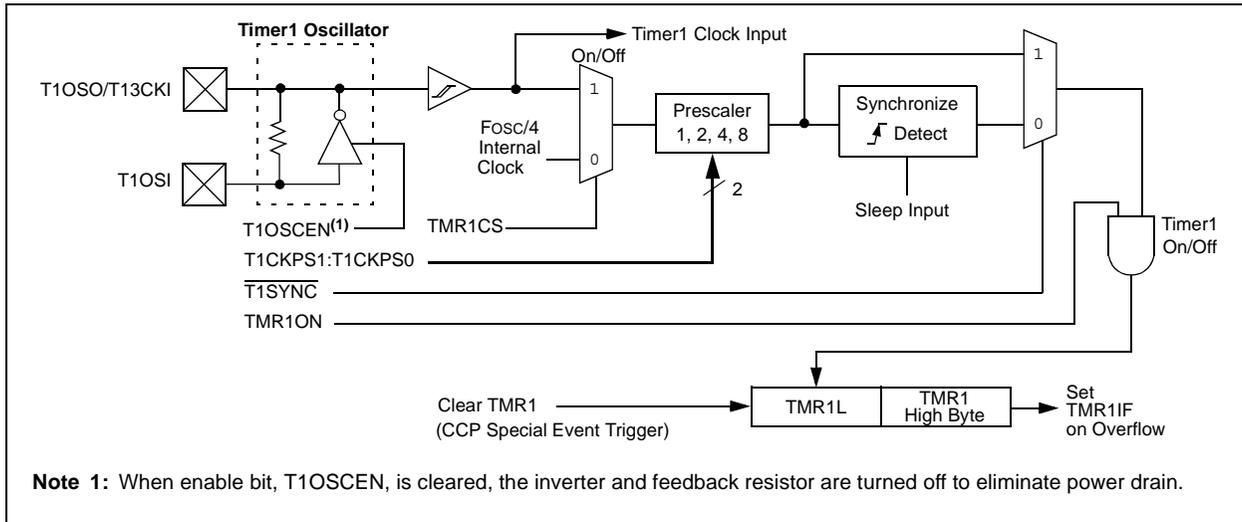 Timer1 Oscillator
Timer1 Clock Input
On/Off
T1OSO/T13CKI
1
1
Prescaler
1, 2, 4, 8
Synchronize
Detect
FOSC/4
Internal
Clock
0
0
T1OSI
2
Sleep Input
T1OSCEN(1)
TMR1CS
Timer1
On/Off
T1CKPS1:T1CKPS0
T1SYNC
TMR1ON
Clear TMR1
(CCP Special Event Trigger)
TMR1L
TMR1
High Byte
Set
TMR1IF
on Overflow
Note 1: When enable bit, T1OSCEN, is cleared, the inverter and feedback resistor are turned off to eliminate power drain.